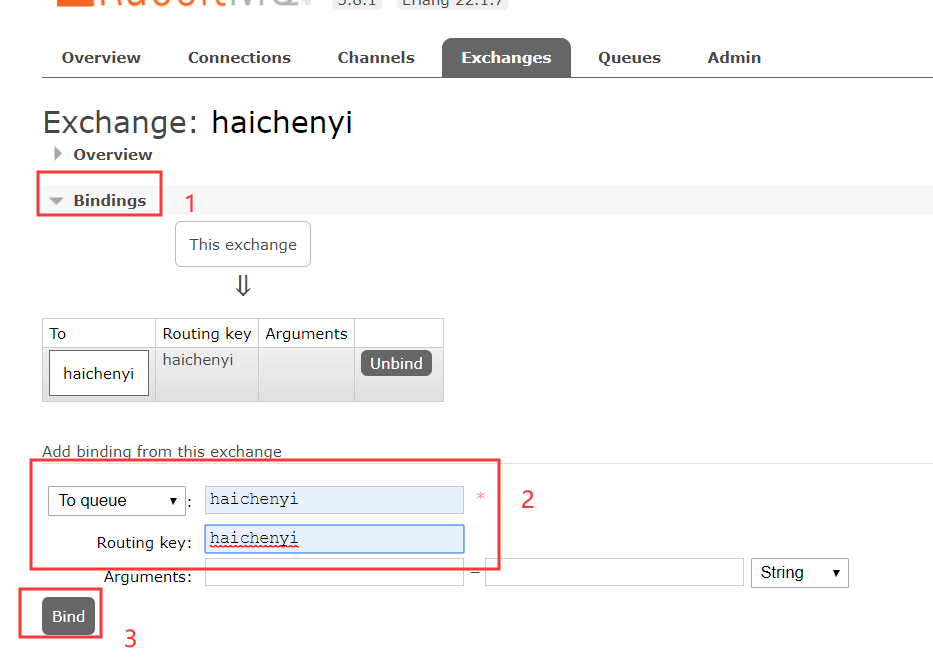 RabbitMQ 3.8.1 Erlang 22.1.7
Overview Connections Channels Exchanges Queues Admin
Exchange: haichenyi
Overview
Bindings 1
This exchange
⇓
To Routing key Arguments
haichenyi haichenyi Unbind
Add binding from this exchange
To queue ▾ : haichenyi * 2
Routing key: haichenyi
Arguments: = String ▾
Bind
3